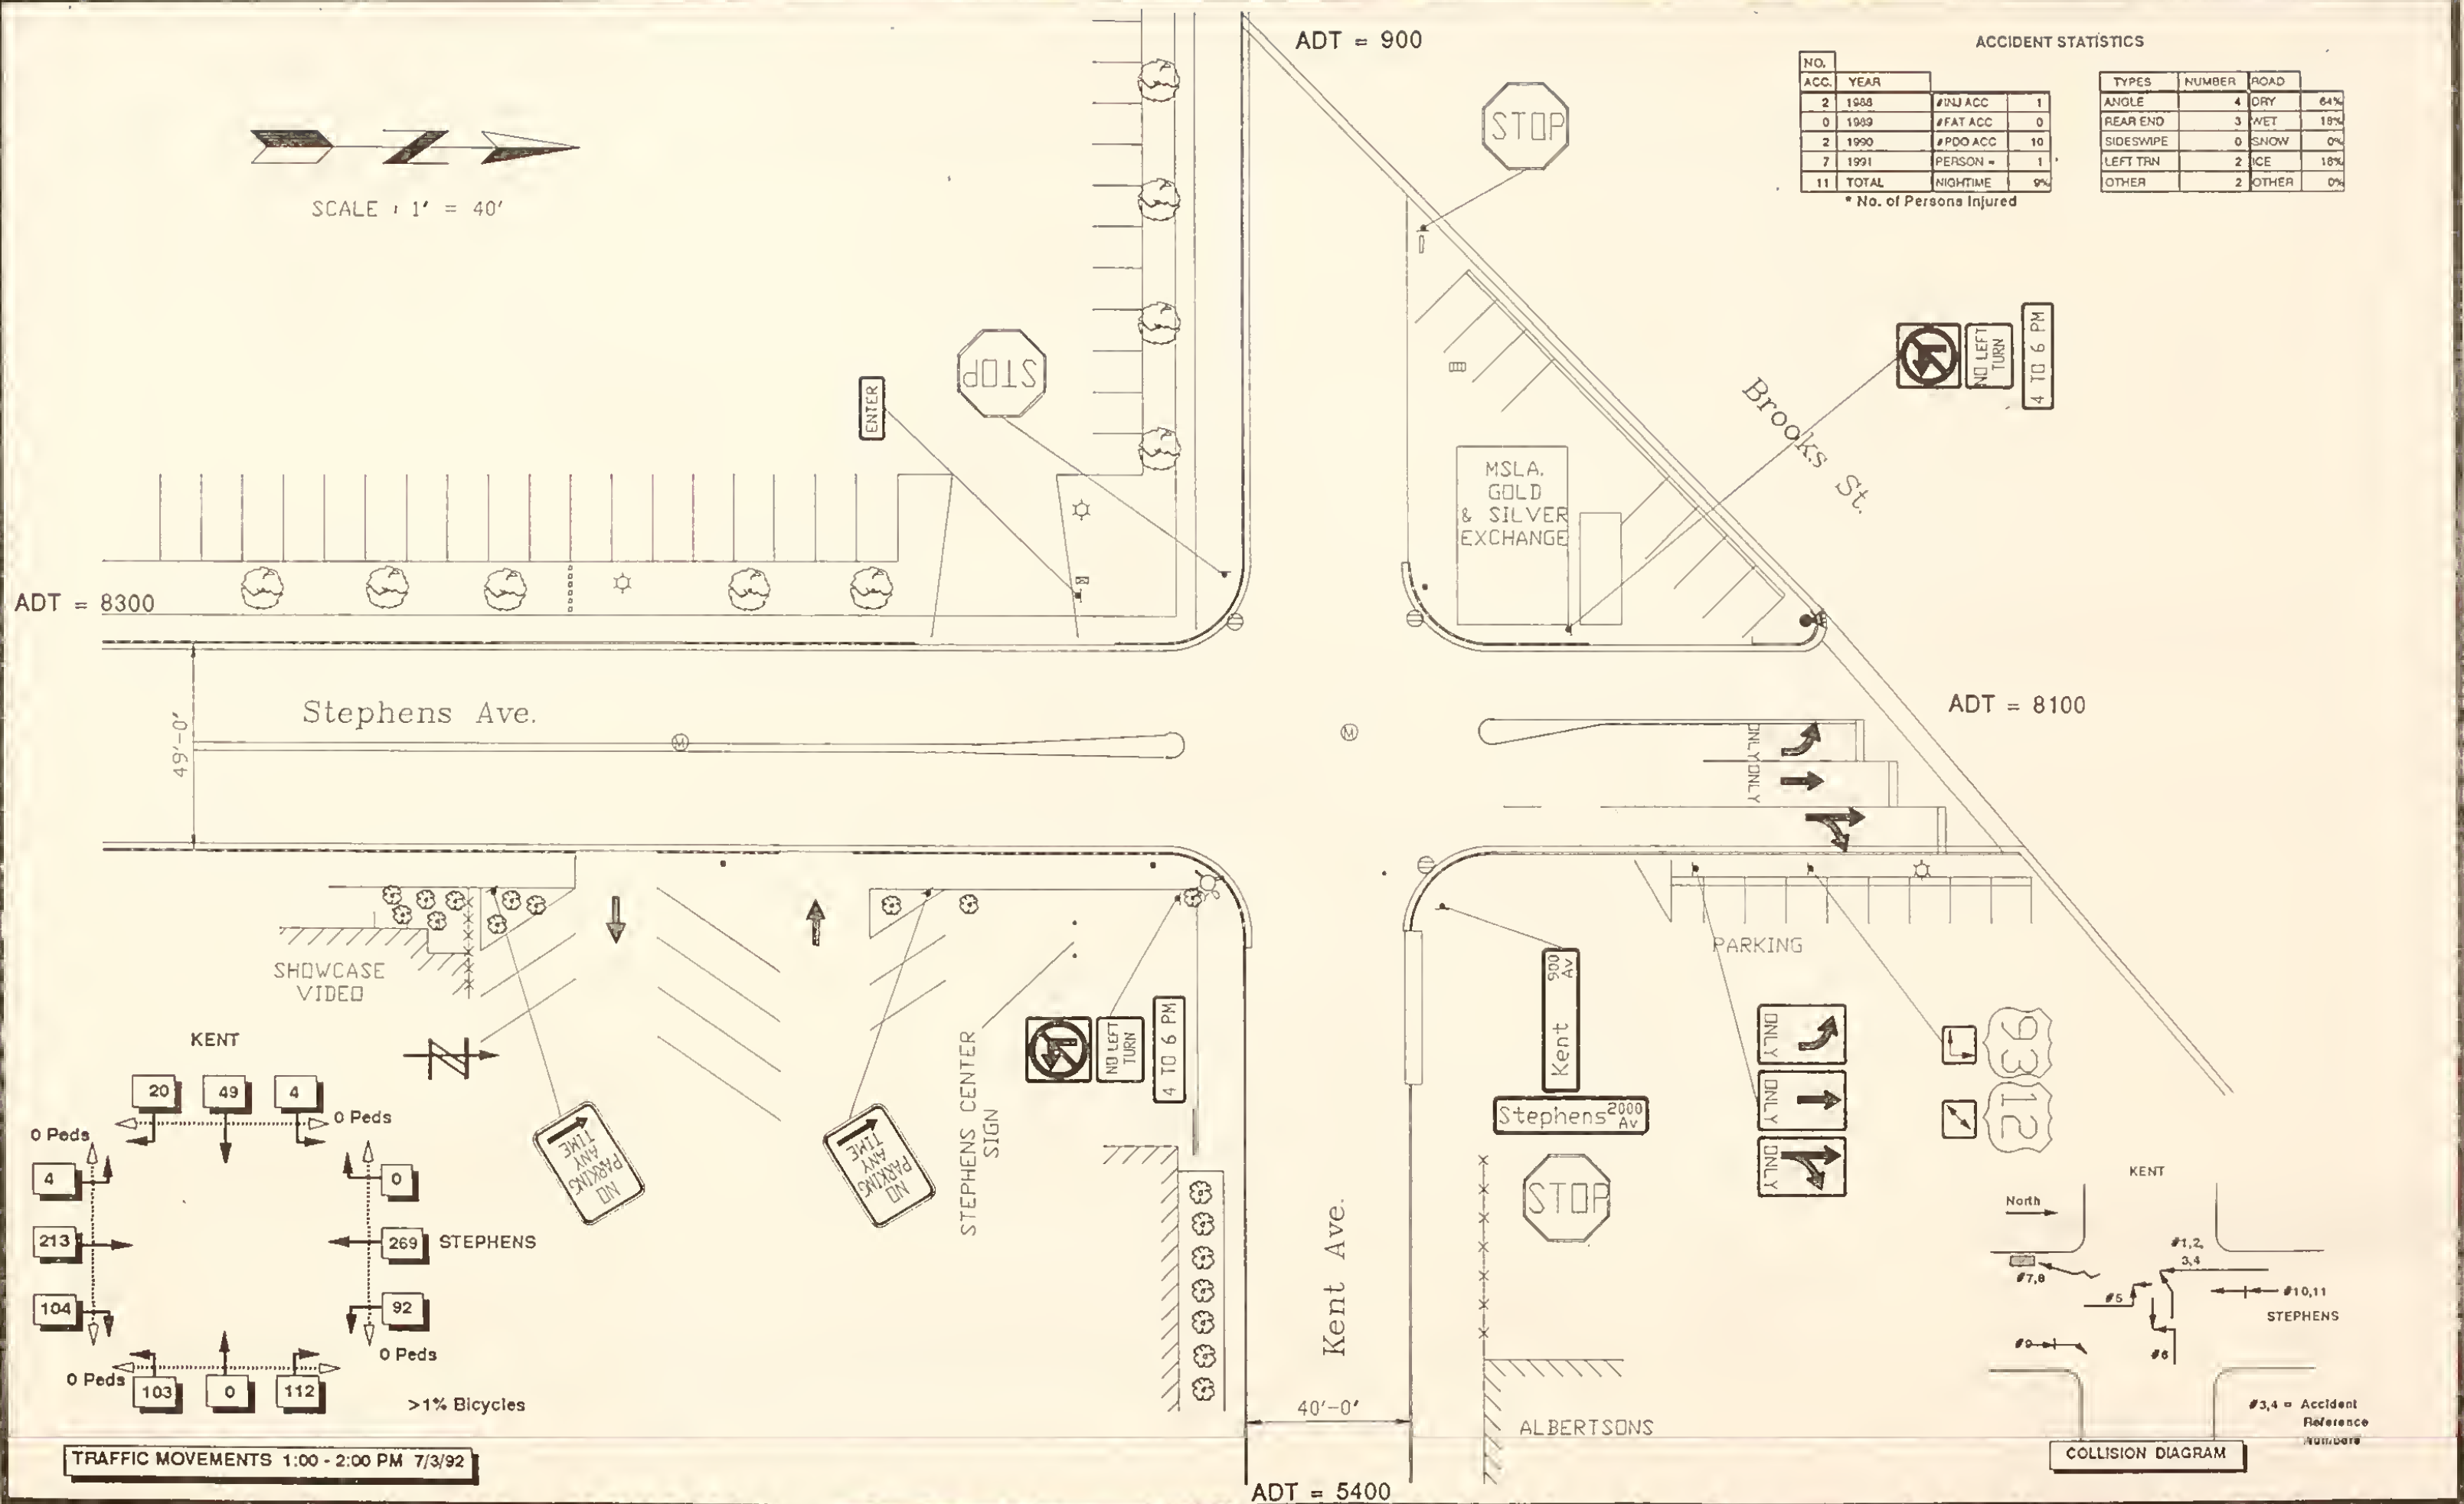 ADT = 900
ACCIDENT STATISTICS
NO.
ACC. YEAR
2 1988 #INJ ACC 1
0 1989 #FAT ACC 0
2 1990 #PDO ACC 10
7 1991 PERSON = 1 *
11 TOTAL NIGHTIME 9%
* No. of Persons Injured
TYPES NUMBER ROAD
ANGLE 4 DRY 64%
REAR END 3 WET 18%
SIDESWIPE 0 SNOW 0%
LEFT TRN 2 ICE 18%
OTHER 2 OTHER 0%
STOP
SCALE : 1' = 40'
STOP
ENTER
NO LEFT
TURN
4 TO 6 PM
Brooks St.
MSLA.
GOLD
& SILVER
EXCHANGE
ADT = 8300
Stephens Ave.
49'-0'
M
M
ADT = 8100
ONLY
ONLY
PARKING
SHOWCASE
VIDEO
STEPHENS CENTER
SIGN
NO LEFT
TURN
4 TO 6 PM
NO
PARKING
ANY
TIME
NO
PARKING
ANY
TIME
Kent 900
Av
Stephens 2000
Av
STOP
ONLY
ONLY
ONLY
93
12
KENT
20 49 4
0 Peds
0 Peds
4
0
213
269 STEPHENS
104
92
0 Peds
0 Peds
103 0 112
>1% Bicycles
TRAFFIC MOVEMENTS 1:00 - 2:00 PM 7/3/92
Kent Ave.
40'-0'
ALBERTSONS
ADT = 5400
KENT
North
#1,2,
3,4
#7,8
#5
#10,11
STEPHENS
#9
#6
#3,4 = Accident
Reference
Numbers
COLLISION DIAGRAM